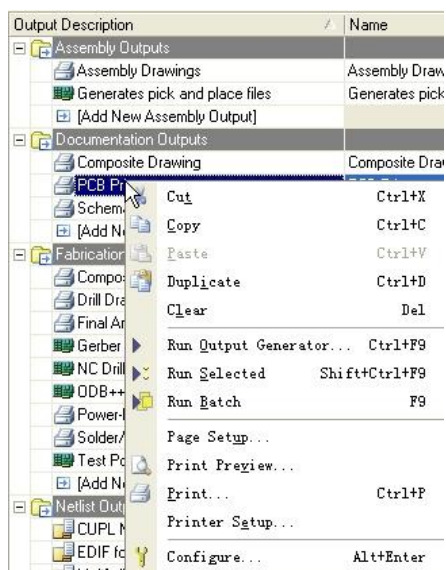 Output Description Name
Assembly Outputs
Assembly Drawings Assembly Draw
Generates pick and place files Generates pick
[Add New Assembly Output]
Documentation Outputs
Composite Drawing Composite Dra
PCB Pr
Schem
[Add N
Fabrication
Compo
Drill Dra
Final Ar
Gerber
NC Drill
ODB++
Power-
Solder/
Test Po
[Add N
Netlist Out
CUPL
EDIF fo
Cut Ctrl+X
Copy Ctrl+C
Paste Ctrl+V
Duplicate Ctrl+D
Clear Del
Run Output Generator... Ctrl+F9
Run Selected Shift+Ctrl+F9
Run Batch F9
Page Setup...
Print Preview...
Print... Ctrl+P
Printer Setup...
Configure... Alt+Enter